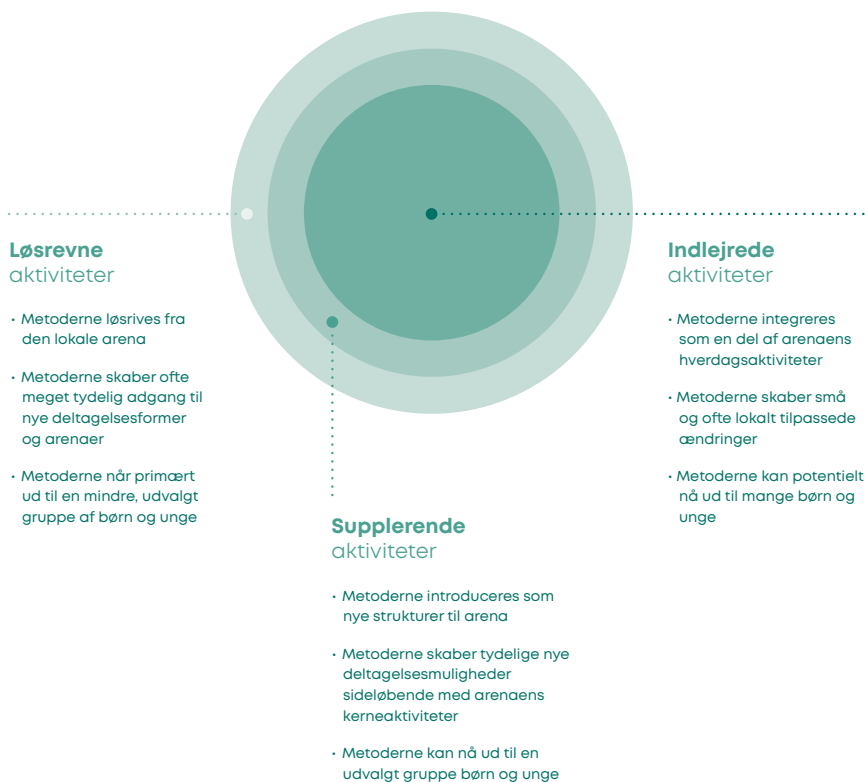 Løsrevne
aktiviteter
• Metoderne løsrives fra
den lokale arena
• Metoderne skaber ofte
meget tydelig adgang til
nye deltagelsesformer
og arenaer
• Metoderne når primært
ud til en mindre, udvalgt
gruppe af børn og unge
Supplerende
aktiviteter
• Metoderne introduceres som
nye strukturer til arena
• Metoderne skaber tydelige nye
deltagelsesmuligheder
sideløbende med arenaens
kerneaktiviteter
• Metoderne kan nå ud til en
udvalgt gruppe børn og unge
Indlejrede
aktiviteter
• Metoderne integreres
som en del af arenaens
hverdagsaktiviteter
• Metoderne skaber små
og ofte lokalt tilpassede
ændringer
• Metoderne kan potentielt
nå ud til mange børn og
unge